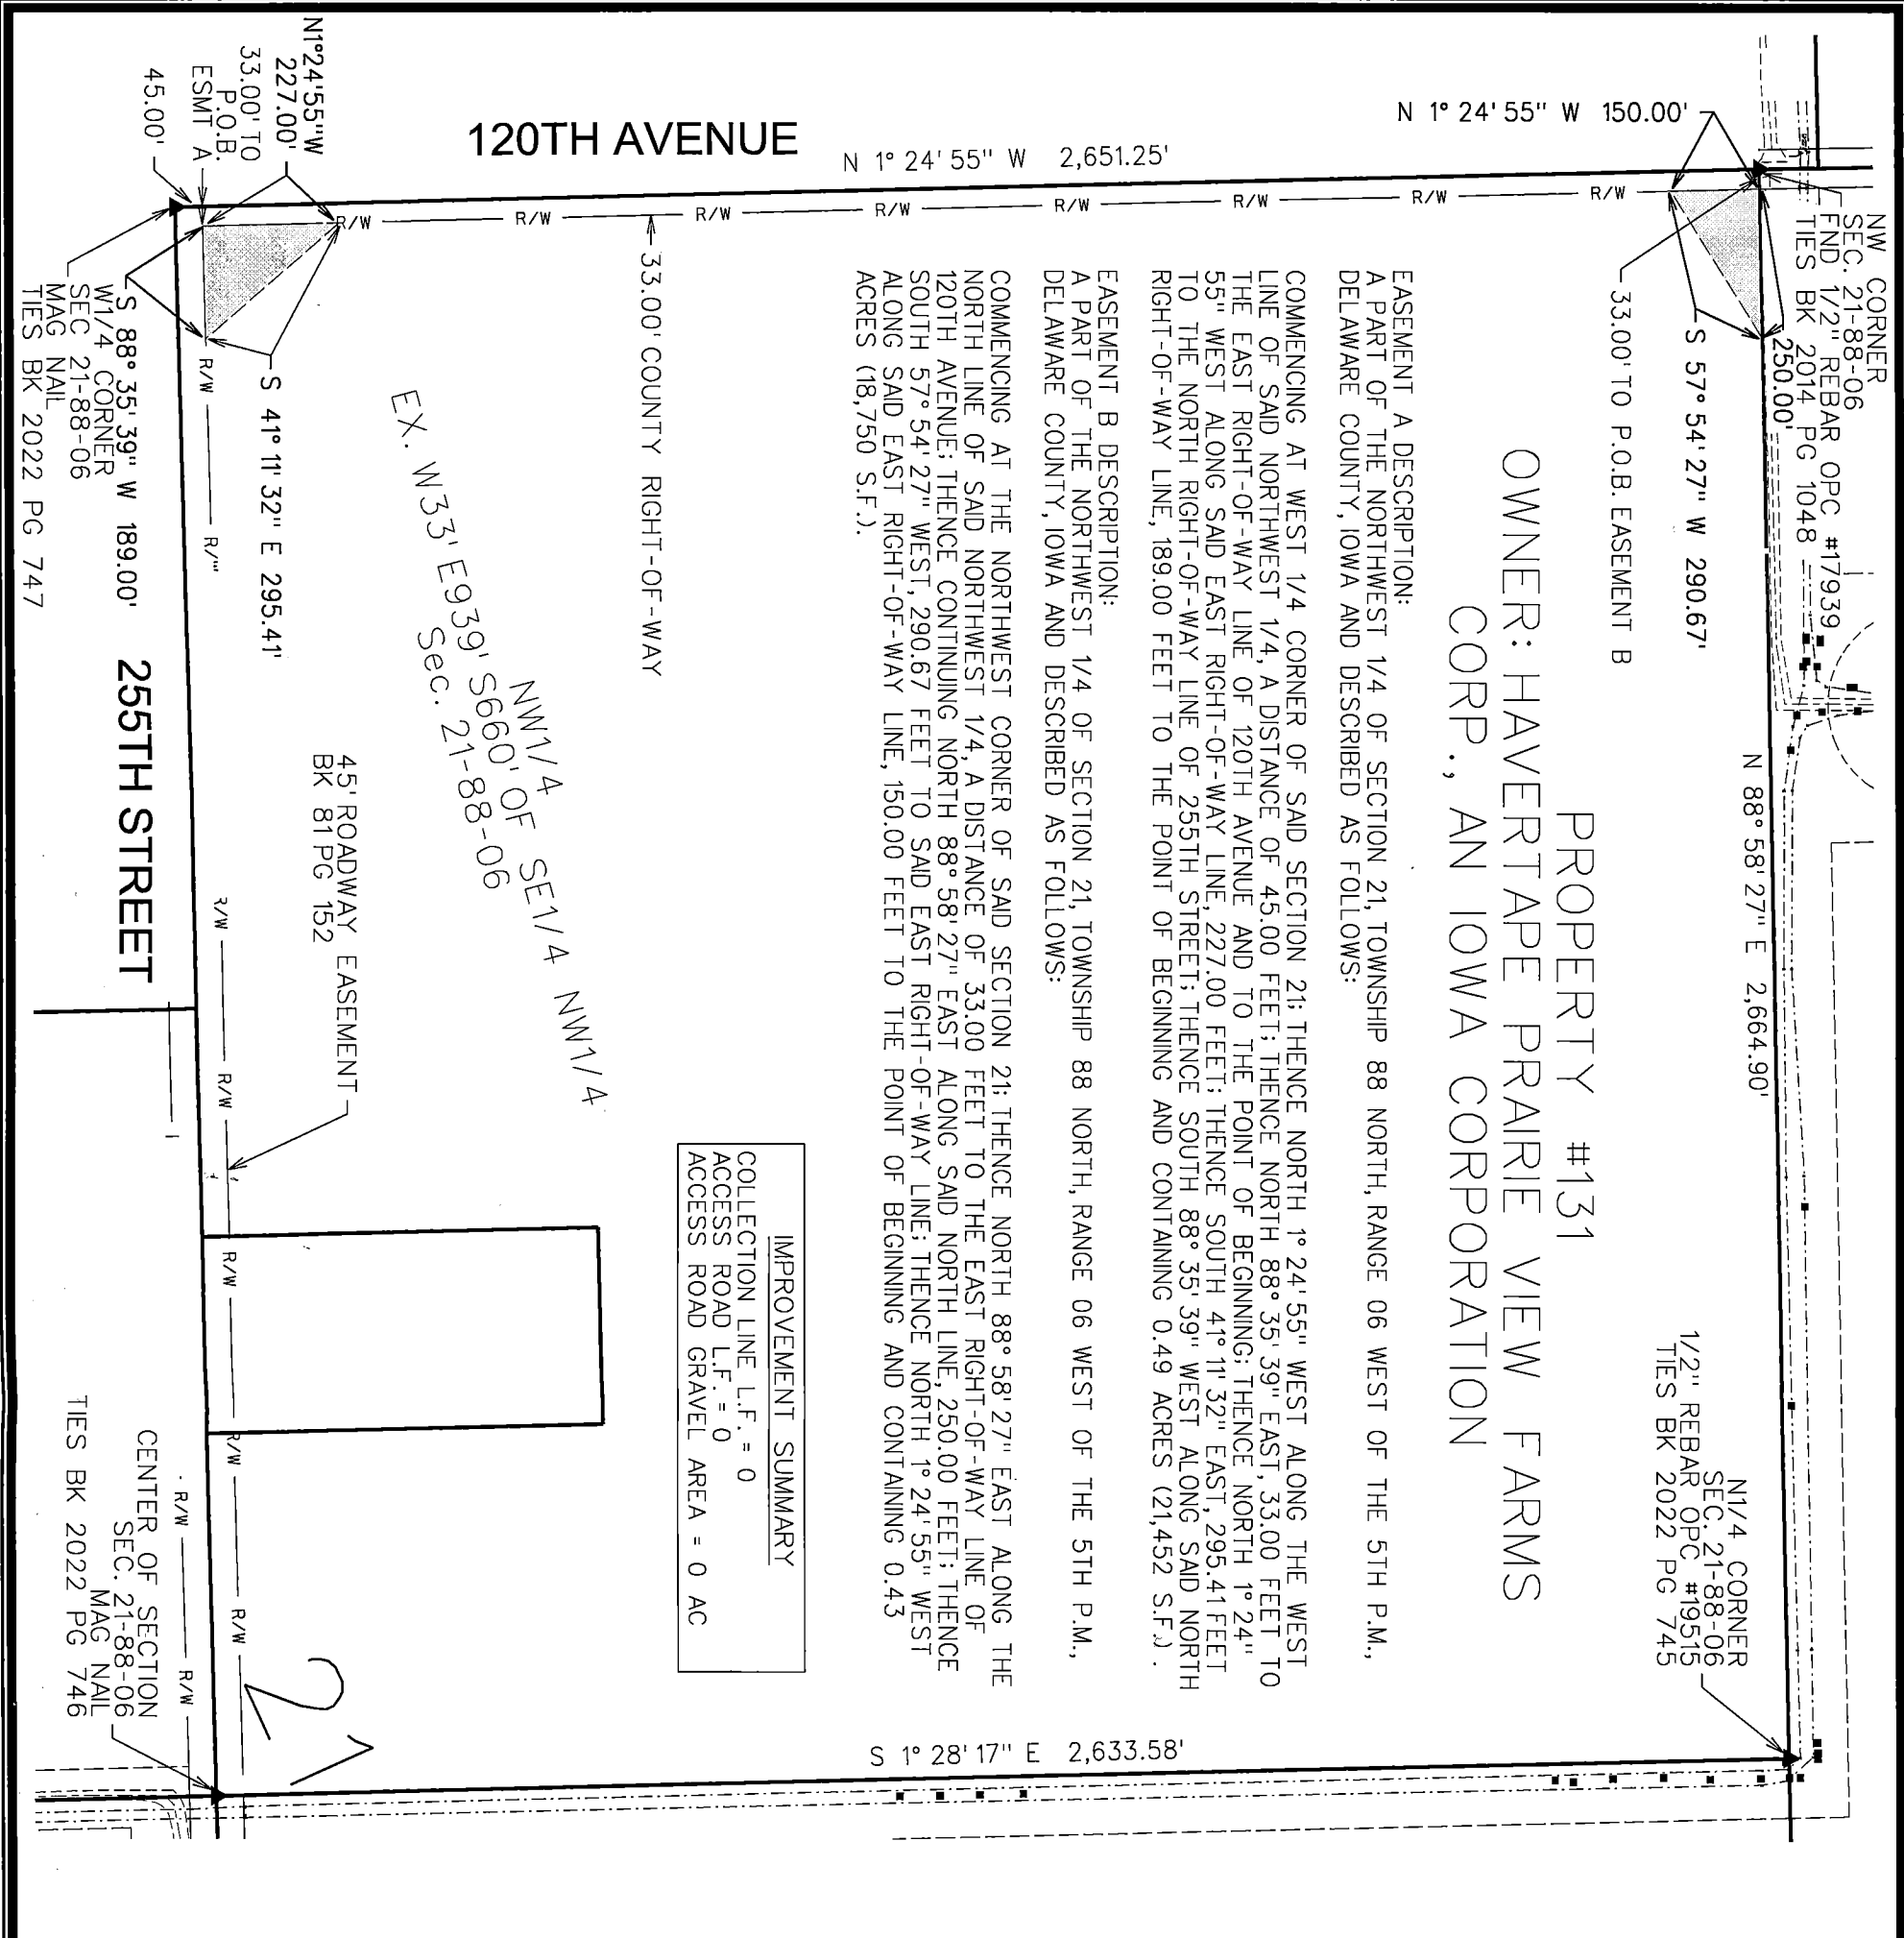 NW CORNER
SEC. 21-88-06
FND 1/2" REBAR OPC #17939
TIES BK 2014 PG 1048
250.00'
N 88° 58' 27" E 2,664.90'
N1/4 CORNER
SEC. 21-88-06
1/2" REBAR OPC #19515
TIES BK 2022 PG 745
S 57° 54' 27" W 290.67'
33.00' TO P.O.B. EASEMENT B
N 1° 24' 55" W 150.00'
PROPERTY #131
OWNER: HAVERTAPE PRAIRIE VIEW FARMS
CORP., AN IOWA CORPORATION
EASEMENT A DESCRIPTION:
A PART OF THE NORTHWEST 1/4 OF SECTION 21, TOWNSHIP 88 NORTH, RANGE 06 WEST OF THE 5TH P.M.,
DELAWARE COUNTY, IOWA AND DESCRIBED AS FOLLOWS:
COMMENCING AT WEST 1/4 CORNER OF SAID SECTION 21; THENCE NORTH 1° 24' 55" WEST ALONG THE WEST
LINE OF SAID NORTHWEST 1/4, A DISTANCE OF 45.00 FEET; THENCE NORTH 88° 35' 39" EAST, 33.00 FEET TO
THE EAST RIGHT-OF-WAY LINE OF 120TH AVENUE AND TO THE POINT OF BEGINNING; THENCE NORTH 1° 24'
55" WEST ALONG SAID EAST RIGHT-OF-WAY LINE, 227.00 FEET; THENCE SOUTH 41° 11' 32" EAST, 295.41 FEET
TO THE NORTH RIGHT-OF-WAY LINE OF 255TH STREET; THENCE SOUTH 88° 35' 39" WEST ALONG SAID NORTH
RIGHT-OF-WAY LINE, 189.00 FEET TO THE POINT OF BEGINNING AND CONTAINING 0.49 ACRES (21,452 S.F.).
EASEMENT B DESCRIPTION:
A PART OF THE NORTHWEST 1/4 OF SECTION 21, TOWNSHIP 88 NORTH, RANGE 06 WEST OF THE 5TH P.M.,
DELAWARE COUNTY, IOWA AND DESCRIBED AS FOLLOWS:
COMMENCING AT THE NORTHWEST CORNER OF SAID SECTION 21; THENCE NORTH 88° 58' 27" EAST ALONG THE
NORTH LINE OF SAID NORTHWEST 1/4, A DISTANCE OF 33.00 FEET TO THE EAST RIGHT-OF-WAY LINE OF
120TH AVENUE; THENCE CONTINUING NORTH 88° 58' 27" EAST ALONG SAID NORTH LINE, 250.00 FEET; THENCE
SOUTH 57° 54' 27" WEST, 290.67 FEET TO SAID EAST RIGHT-OF-WAY LINE; THENCE NORTH 1° 24' 55" WEST
ALONG SAID EAST RIGHT-OF-WAY LINE, 150.00 FEET TO THE POINT OF BEGINNING AND CONTAINING 0.43
ACRES (18,750 S.F.).
N 1° 24' 55" W 2,651.25'
120TH AVENUE
R/W R/W R/W R/W R/W R/W R/W R/W
S 1° 28' 17" E 2,633.58'
IMPROVEMENT SUMMARY
COLLECTION LINE L.F. = 0
ACCESS ROAD L.F. = 0
ACCESS ROAD GRAVEL AREA = 0 AC
33.00' COUNTY RIGHT-OF-WAY
NW1/4
EX. W33' E939' S660' OF SE1/4 NW1/4
Sec. 21-88-06
45' ROADWAY EASEMENT
BK 81 PG 152
21
N1°24'55"W
227.00'
33.00' TO
P.O.B.
ESMT A
45.00'
S 41° 11' 32" E 295.41'
R/W R/W R/W R/W R/W R/W
R/W R/W
S 88° 35' 39" W 189.00'
255TH STREET
W1/4 CORNER
SEC 21-88-06
MAG NAIL
TIES BK 2022 PG 747
CENTER OF SECTION
SEC. 21-88-06
MAG NAIL
TIES BK 2022 PG 746